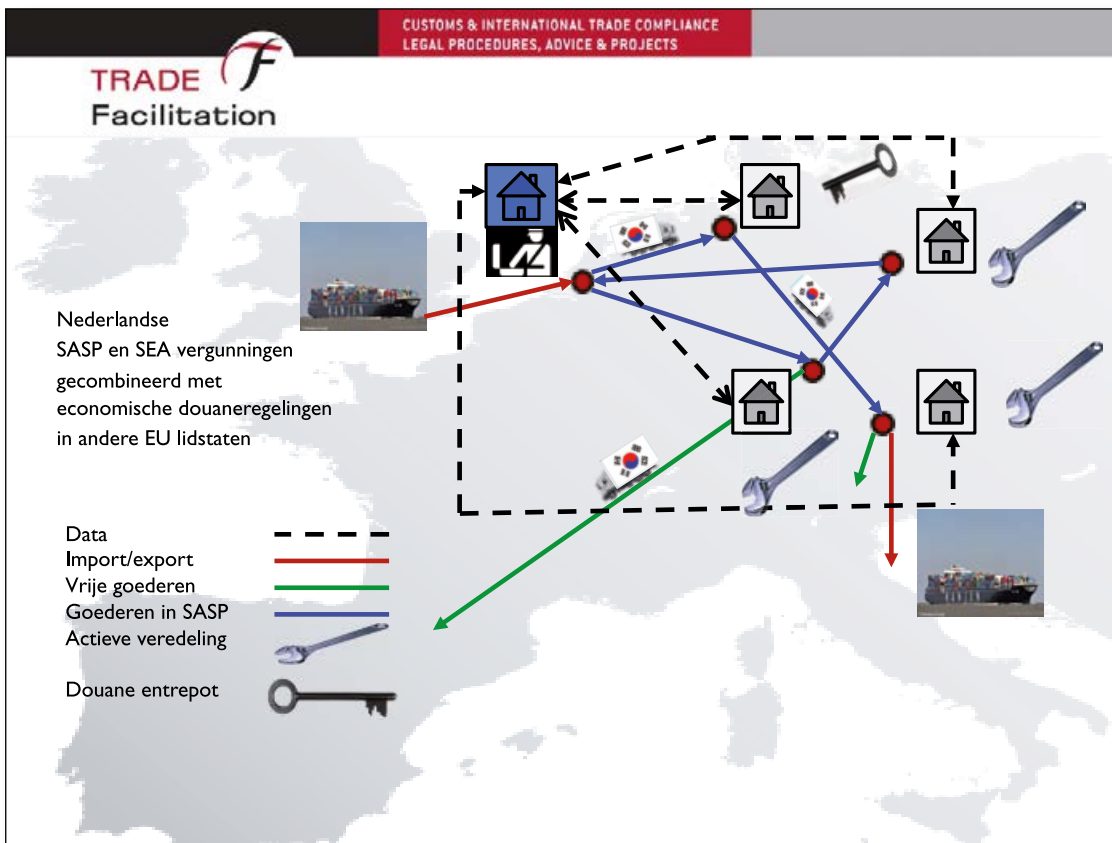 CUSTOMS & INTERNATIONAL TRADE COMPLIANCE
LEGAL PROCEDURES, ADVICE & PROJECTS
TRADE
Facilitation
Nederlandse
SASP en SEA vergunningen
gecombineerd met
economische douaneregelingen
in andere EU lidstaten
Data
Import/export
Vrije goederen
Goederen in SASP
Actieve veredeling
Douane entrepot